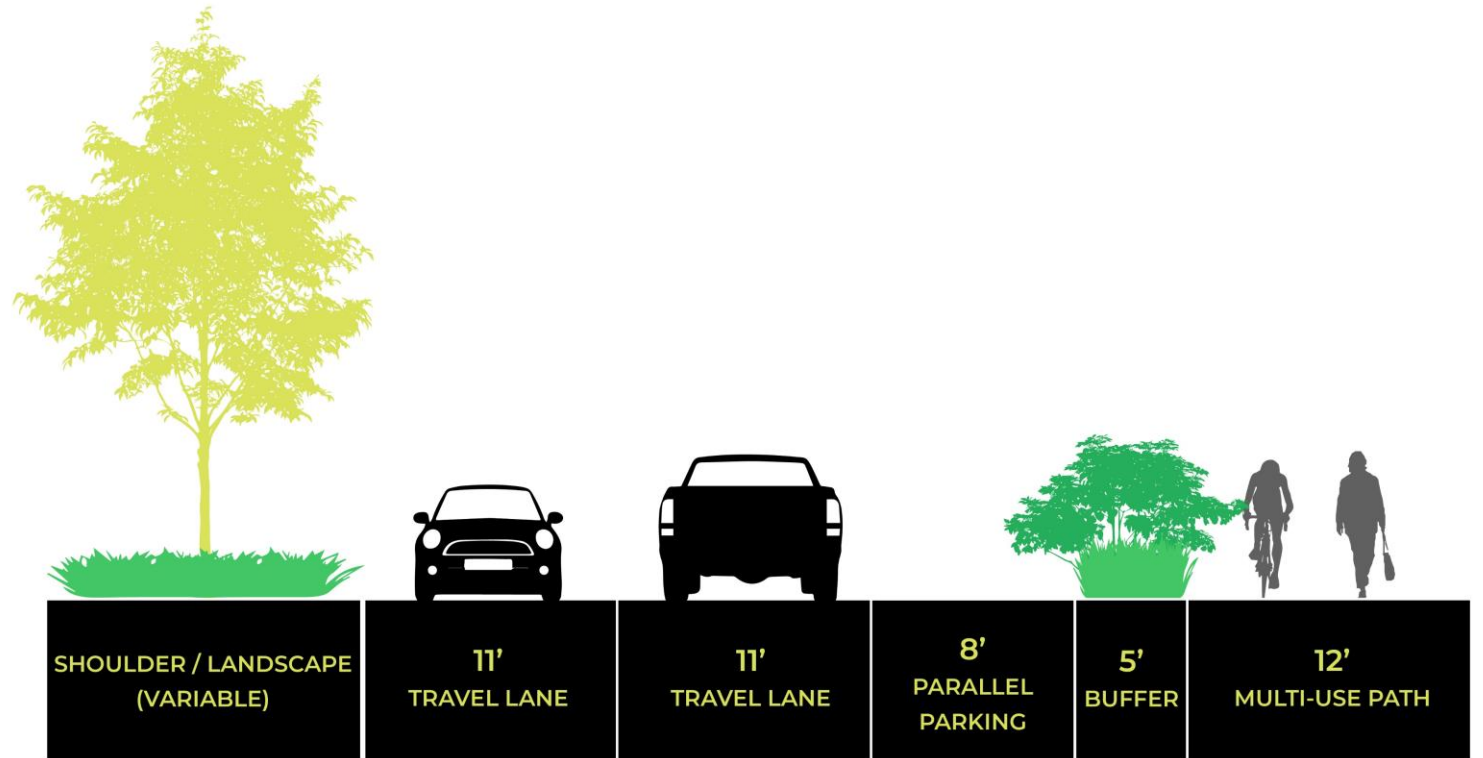 SHOULDER / LANDSCAPE
(VARIABLE)
11’
TRAVEL LANE
11’
TRAVEL LANE
8’
PARALLEL
PARKING
5’
BUFFER
12’
MULTI-USE PATH